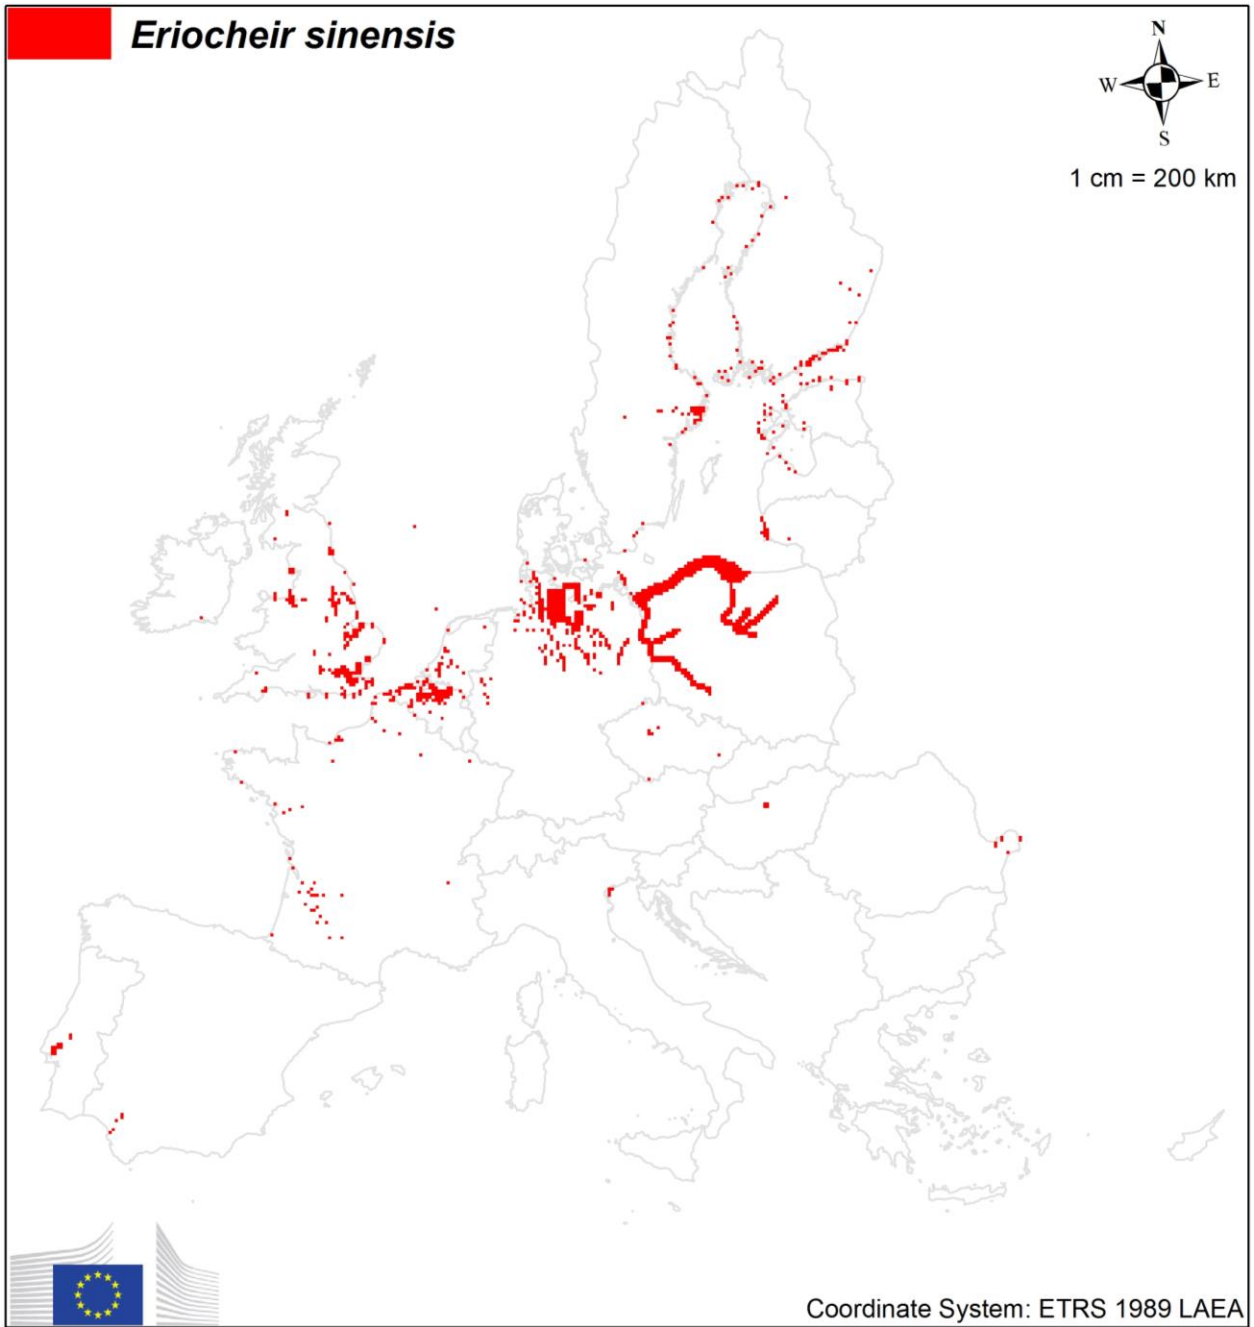 Eriocheir sinensis
N
W E
S
1 cm = 200 km
Coordinate System: ETRS 1989 LAEA